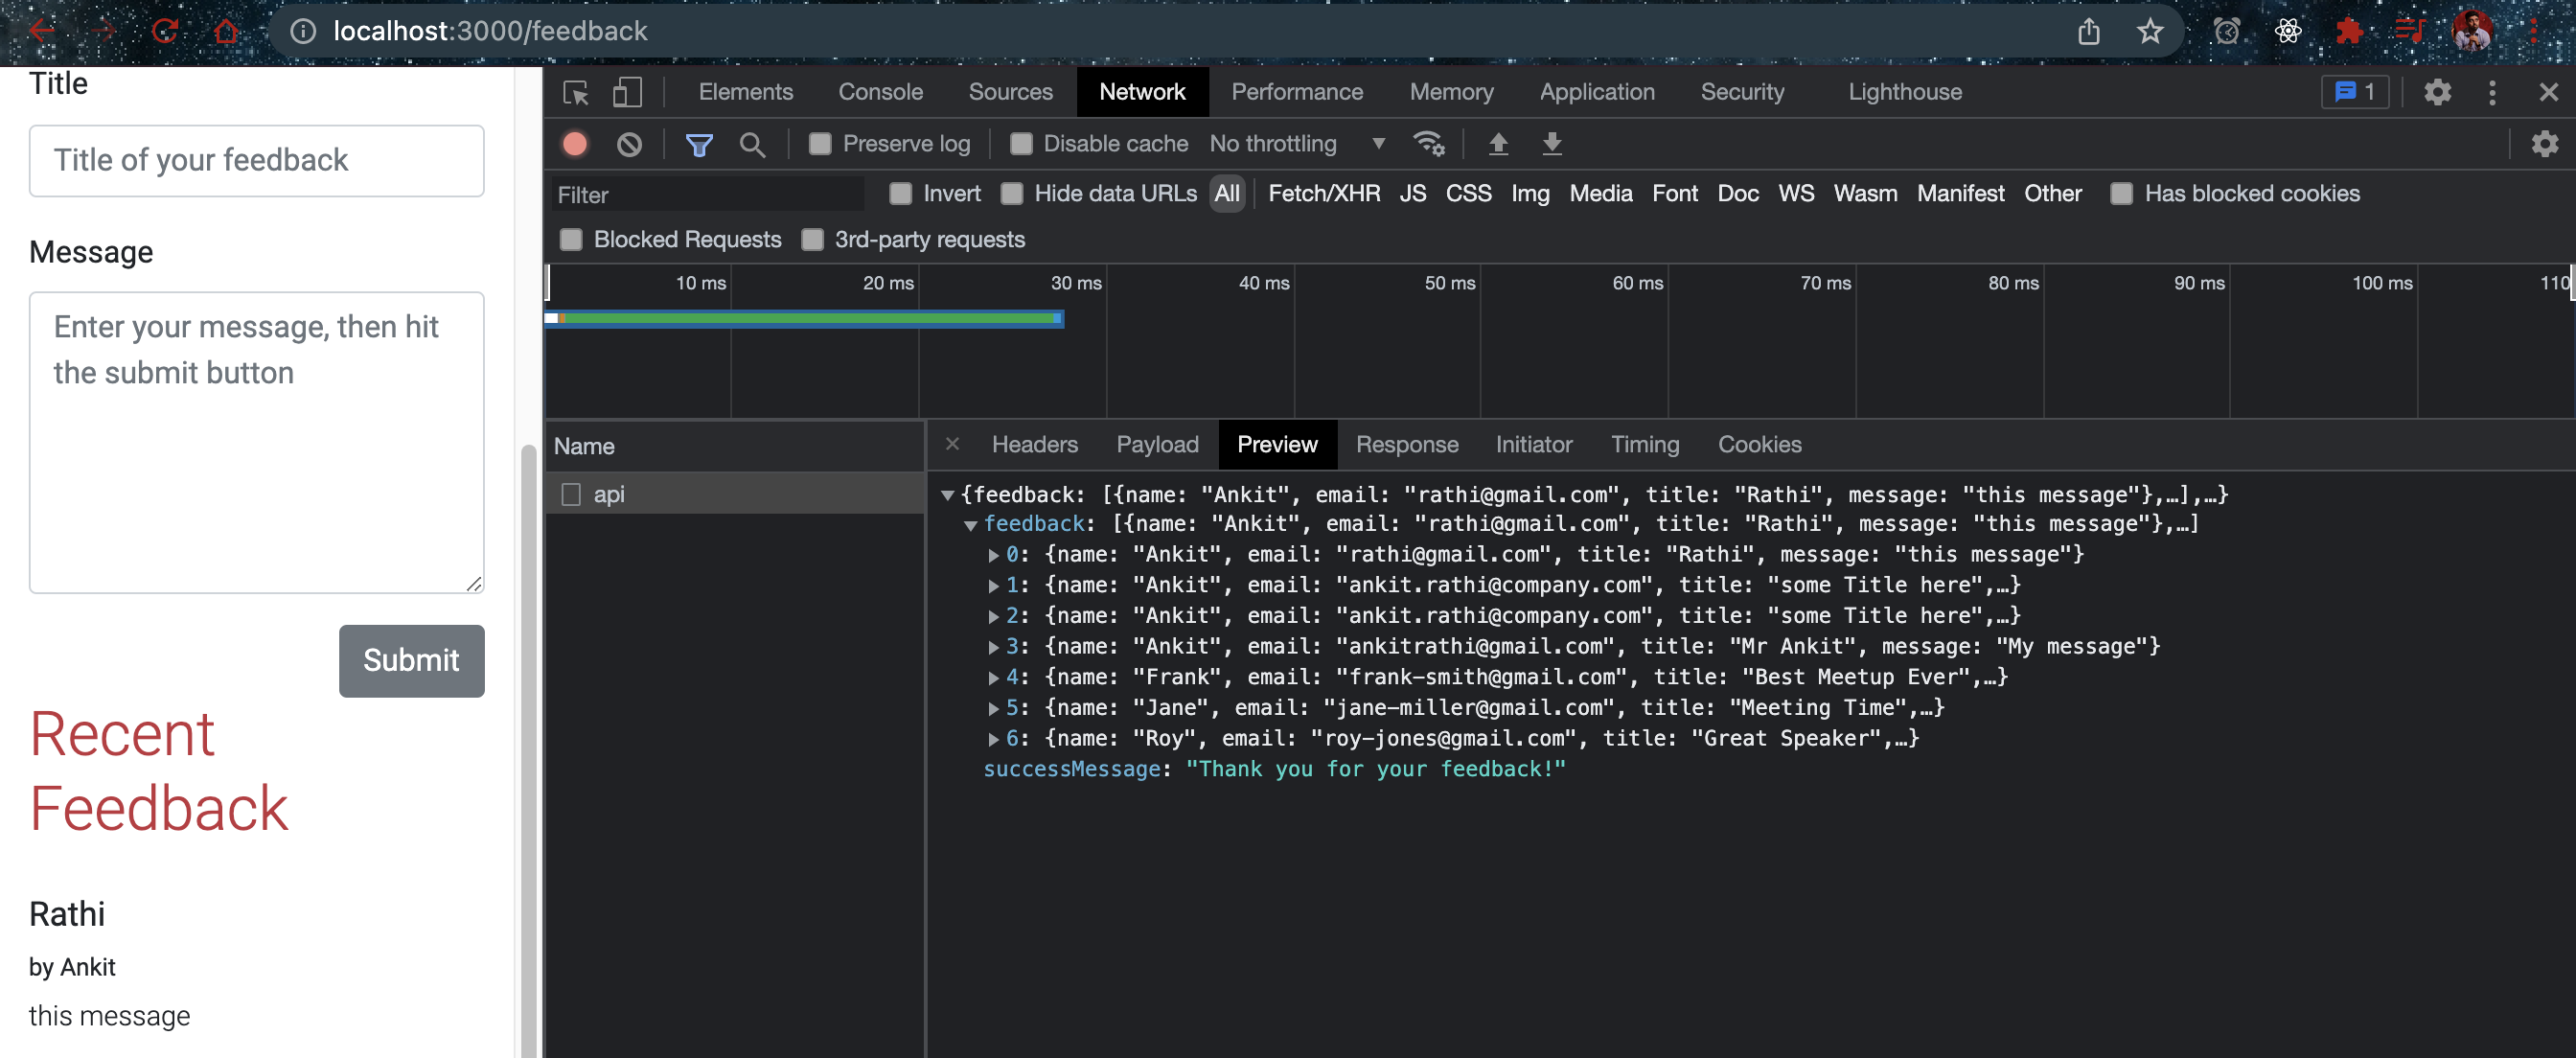 localhost:3000/feedback
Title
Title of your feedback
Message
Enter your message, then hit
the submit button
Submit
Recent
Feedback
Rathi
by Ankit
this message
Elements Console Sources Network Performance Memory Application Security Lighthouse 1
Preserve log Disable cache No throttling
Filter Invert Hide data URLs All Fetch/XHR JS CSS Img Media Font Doc WS Wasm Manifest Other Has blocked cookies
Blocked Requests 3rd-party requests
10 ms 20 ms 30 ms 40 ms 50 ms 60 ms 70 ms 80 ms 90 ms 100 ms 110
Name
api
Headers Payload Preview Response Initiator Timing Cookies
{feedback: [{name: "Ankit", email: "rathi@gmail.com", title: "Rathi", message: "this message"},…],…}
feedback: [{name: "Ankit", email: "rathi@gmail.com", title: "Rathi", message: "this message"},…]
0: {name: "Ankit", email: "rathi@gmail.com", title: "Rathi", message: "this message"}
1: {name: "Ankit", email: "ankit.rathi@company.com", title: "some Title here",…}
2: {name: "Ankit", email: "ankit.rathi@company.com", title: "some Title here",…}
3: {name: "Ankit", email: "ankitrathi@gmail.com", title: "Mr Ankit", message: "My message"}
4: {name: "Frank", email: "frank-smith@gmail.com", title: "Best Meetup Ever",…}
5: {name: "Jane", email: "jane-miller@gmail.com", title: "Meeting Time",…}
6: {name: "Roy", email: "roy-jones@gmail.com", title: "Great Speaker",…}
successMessage: "Thank you for your feedback!"